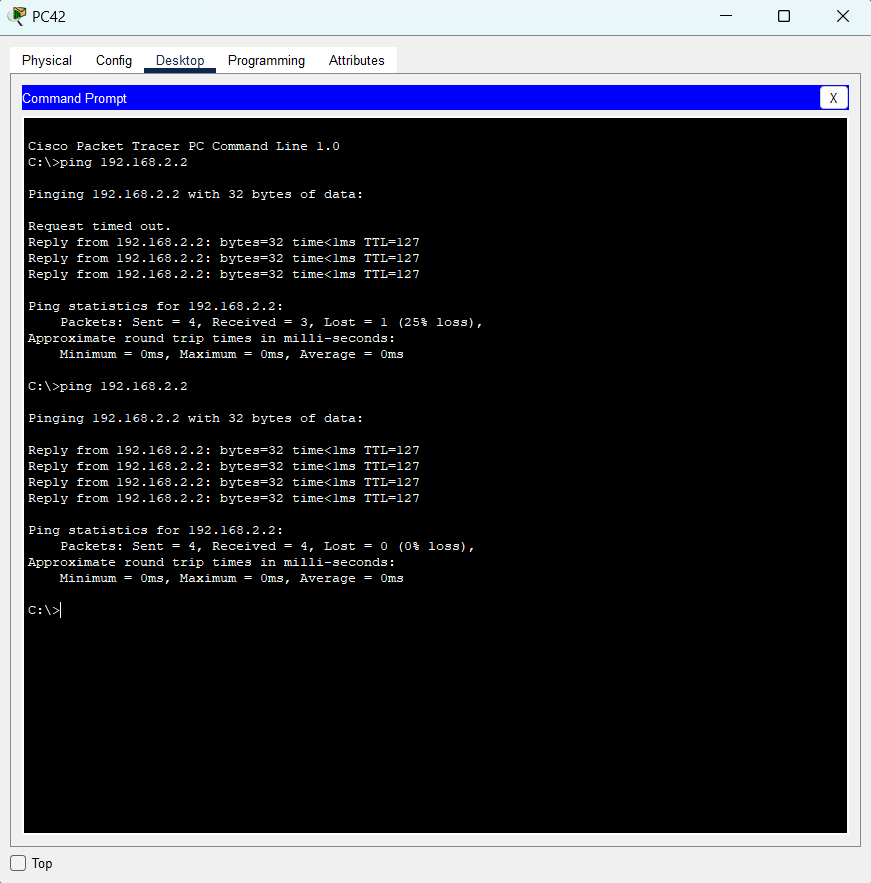 PC42
Physical Config Desktop Programming Attributes
Command Prompt X
Cisco Packet Tracer PC Command Line 1.0
C:\>ping 192.168.2.2
Pinging 192.168.2.2 with 32 bytes of data:
Request timed out.
Reply from 192.168.2.2: bytes=32 time<1ms TTL=127
Reply from 192.168.2.2: bytes=32 time<1ms TTL=127
Reply from 192.168.2.2: bytes=32 time<1ms TTL=127
Ping statistics for 192.168.2.2:
    Packets: Sent = 4, Received = 3, Lost = 1 (25% loss),
Approximate round trip times in milli-seconds:
    Minimum = 0ms, Maximum = 0ms, Average = 0ms
C:\>ping 192.168.2.2
Pinging 192.168.2.2 with 32 bytes of data:
Reply from 192.168.2.2: bytes=32 time<1ms TTL=127
Reply from 192.168.2.2: bytes=32 time<1ms TTL=127
Reply from 192.168.2.2: bytes=32 time<1ms TTL=127
Reply from 192.168.2.2: bytes=32 time<1ms TTL=127
Ping statistics for 192.168.2.2:
    Packets: Sent = 4, Received = 4, Lost = 0 (0% loss),
Approximate round trip times in milli-seconds:
    Minimum = 0ms, Maximum = 0ms, Average = 0ms
C:\>
Top